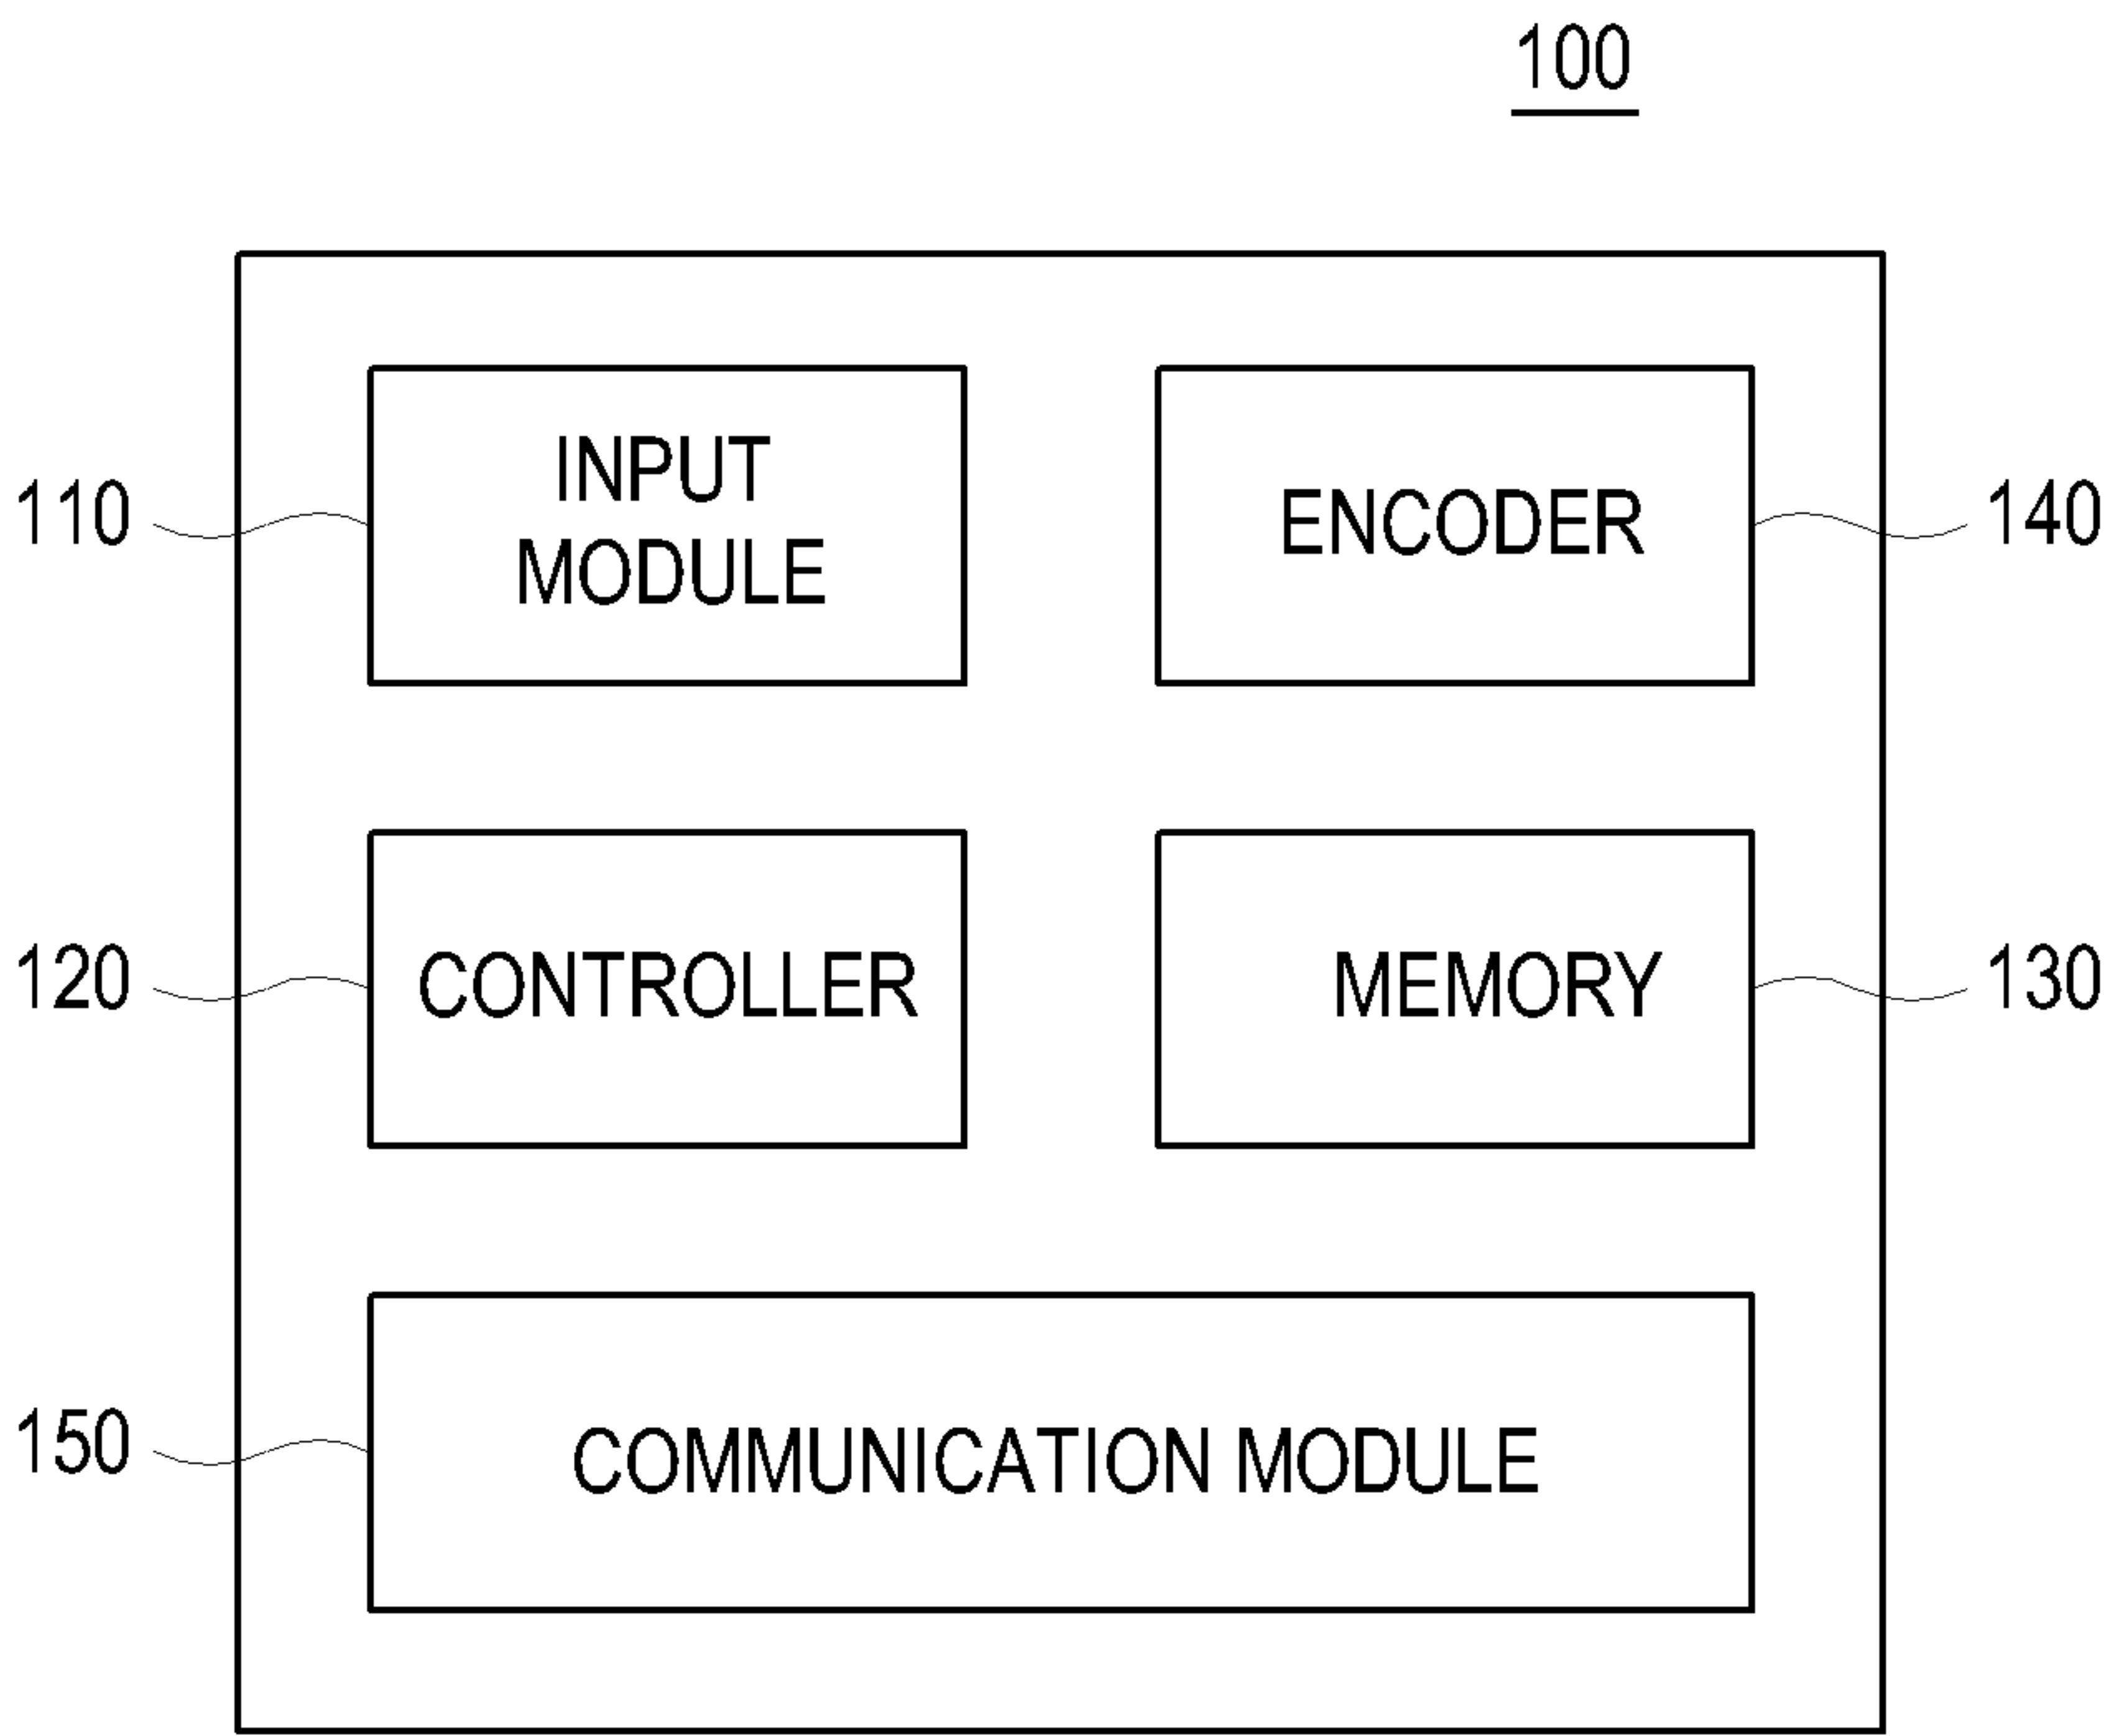 100
110
INPUT
MODULE
ENCODER
140
120
CONTROLLER
MEMORY
130
150
COMMUNICATION MODULE